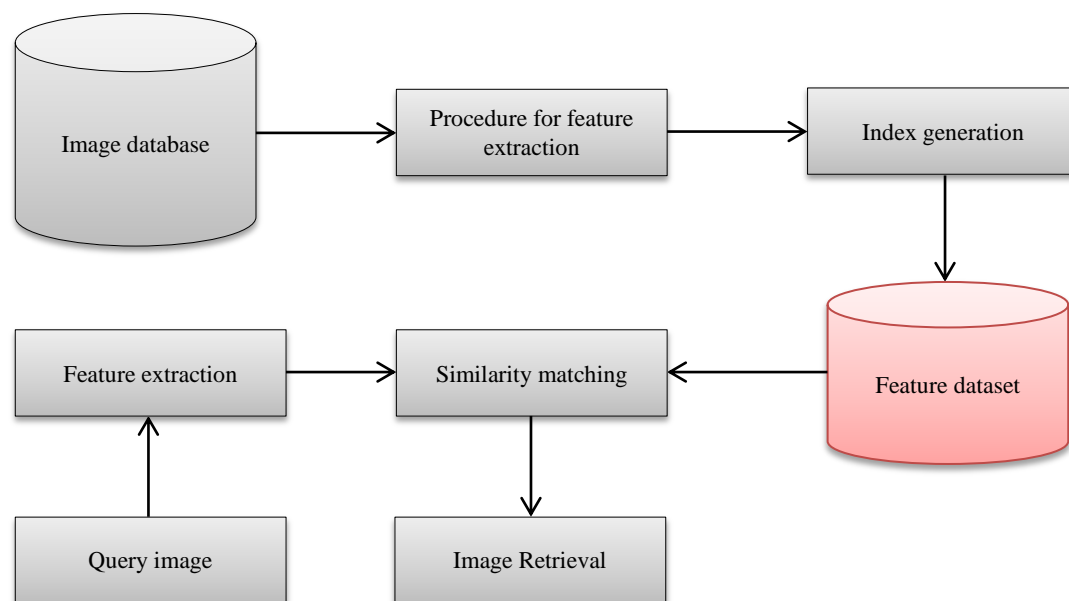 Image database
Procedure for feature
extraction
Index generation
Feature extraction
Similarity matching
Feature dataset
Query image
Image Retrieval